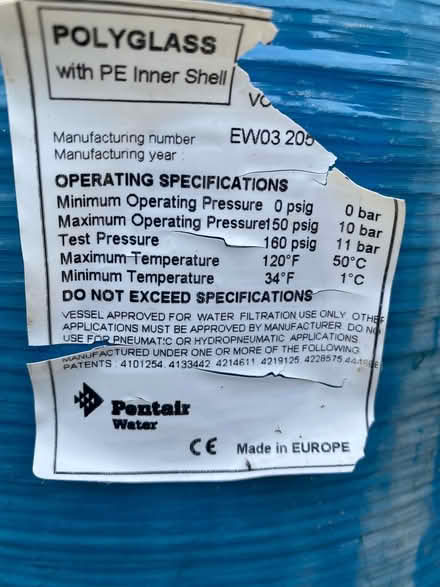 POLYGLASS
with PE Inner Shell
VO
Manufacturing number EW03 205
Manufacturing year :
OPERATING SPECIFICATIONS
Minimum Operating Pressure 0 psig 0 bar
Maximum Operating Pressure 150 psig 10 bar
Test Pressure 160 psig 11 bar
Maximum Temperature 120°F 50°C
Minimum Temperature 34°F 1°C
DO NOT EXCEED SPECIFICATIONS
VESSEL APPROVED FOR WATER FILTRATION USE ONLY. OTHE
APPLICATIONS MUST BE APPROVED BY MANUFACTURER. DO NO
USE FOR PNEUMATIC OR HYDROPNEUMATIC APPLICATIONS
MANUFACTURED UNDER ONE OR MORE OF THE FOLLOWING
PATENTS : 4101254. 4133442. 4214611. 4219125. 4228575.
Pentair
Water
CE Made in EUROPE